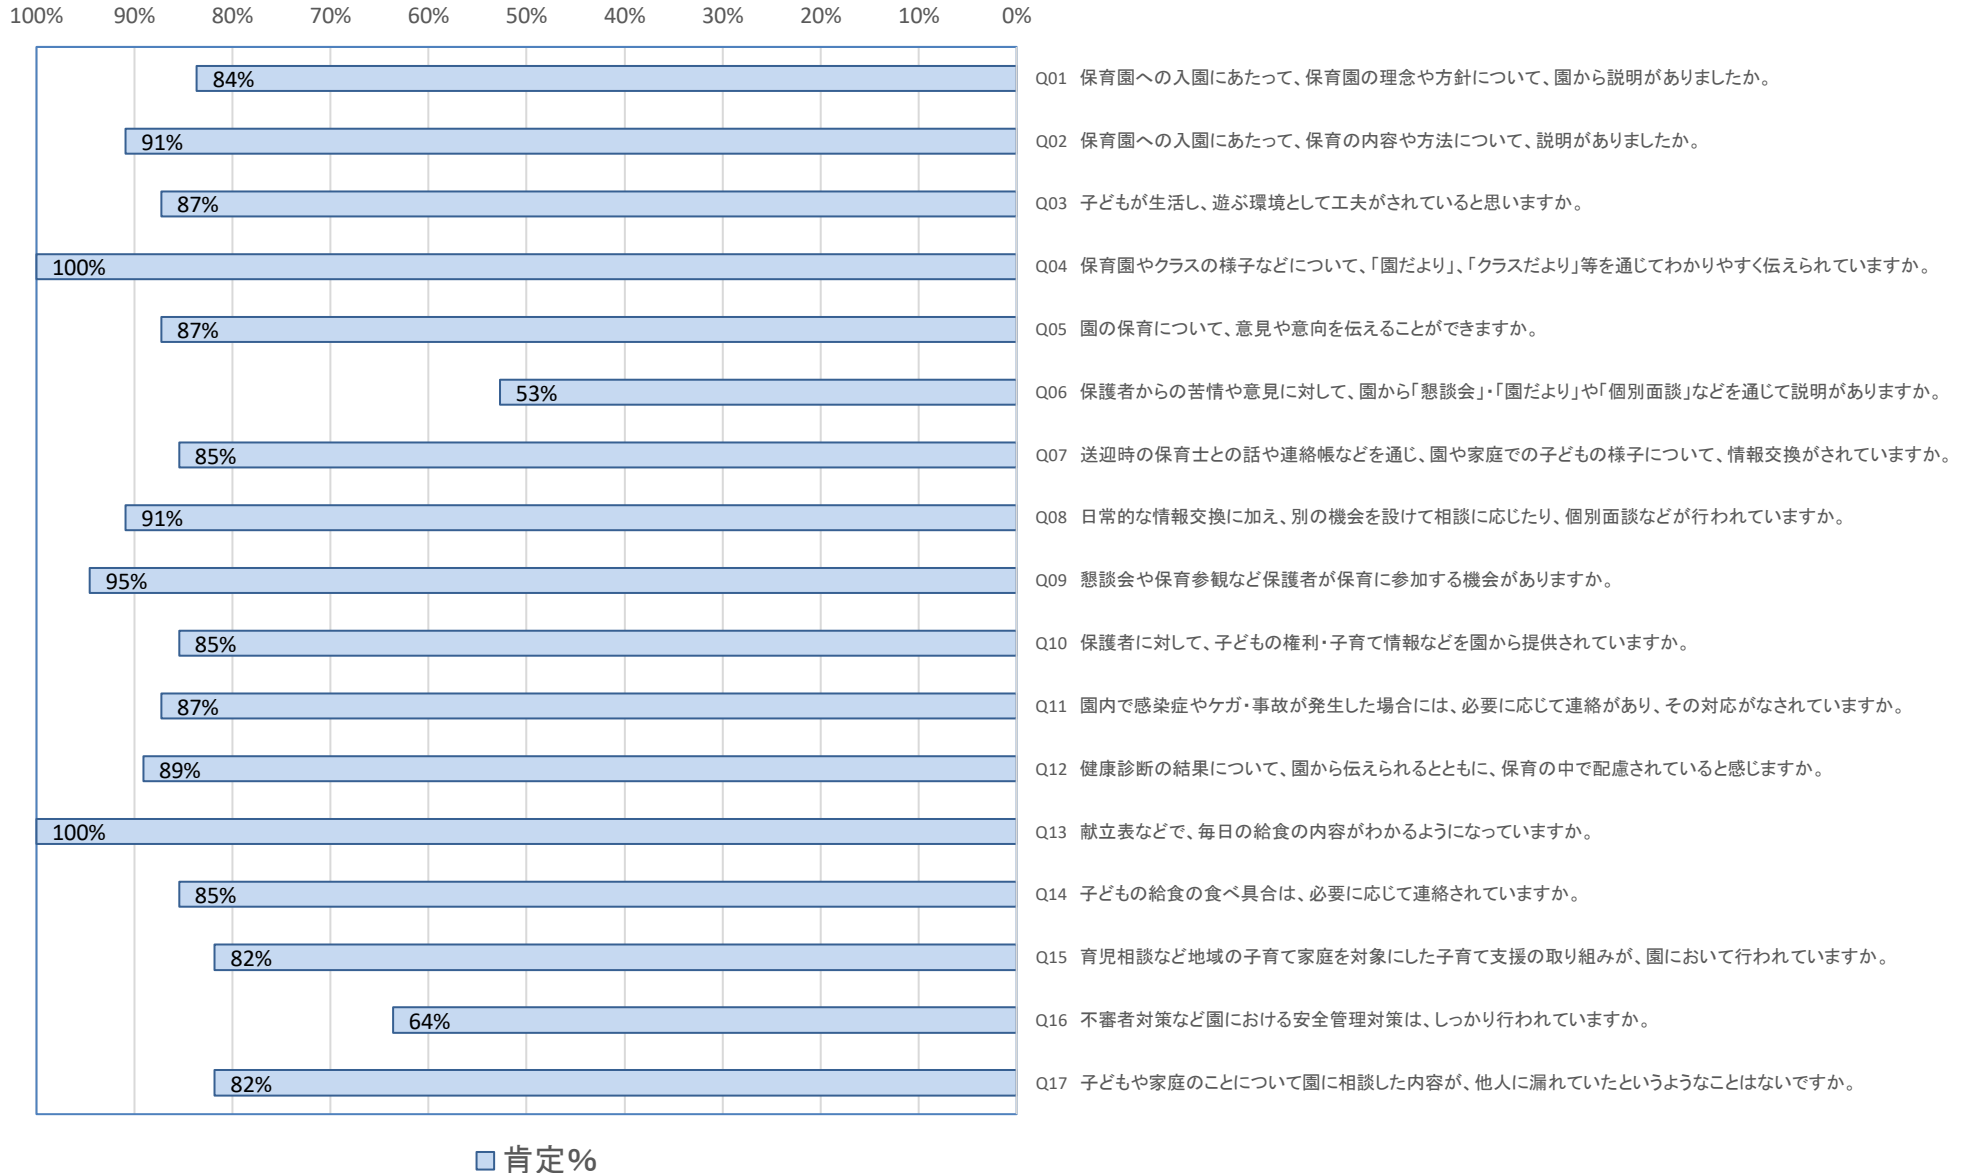 100% 90% 80% 70% 60% 50% 40% 30% 20% 10% 0%
84% Q01 保育園への入園にあたって、保育園の理念や方針について、園から説明がありましたか。
91% Q02 保育園への入園にあたって、保育の内容や方法について、説明がありましたか。
87% Q03 子どもが生活し、遊ぶ環境として工夫がされていると思いますか。
100% Q04 保育園やクラスの様子などについて、「園だより」、「クラスだより」等を通じてわかりやすく伝えられていますか。
87% Q05 園の保育について、意見や意向を伝えることができますか。
53% Q06 保護者からの苦情や意見に対して、園から「懇談会」・「園だより」や「個別面談」などを通じて説明がありますか。
85% Q07 送迎時の保育士との話や連絡帳などを通じ、園や家庭での子どもの様子について、情報交換がされていますか。
91% Q08 日常的な情報交換に加え、別の機会を設けて相談に応じたり、個別面談などが行われていますか。
95% Q09 懇談会や保育参観など保護者が保育に参加する機会がありますか。
85% Q10 保護者に対して、子どもの権利・子育て情報などを園から提供されていますか。
87% Q11 園内で感染症やケガ・事故が発生した場合には、必要に応じて連絡があり、その対応がなされていますか。
89% Q12 健康診断の結果について、園から伝えられるとともに、保育の中で配慮されていると感じますか。
100% Q13 献立表などで、毎日の給食の内容がわかるようになっていますか。
85% Q14 子どもの給食の食べ具合は、必要に応じて連絡されていますか。
82% Q15 育児相談など地域の子育て家庭を対象にした子育て支援の取り組みが、園において行われていますか。
64% Q16 不審者対策など園における安全管理対策は、しっかり行われていますか。
82% Q17 子どもや家庭のことについて園に相談した内容が、他人に漏れていたというようなことはないですか。
肯定%